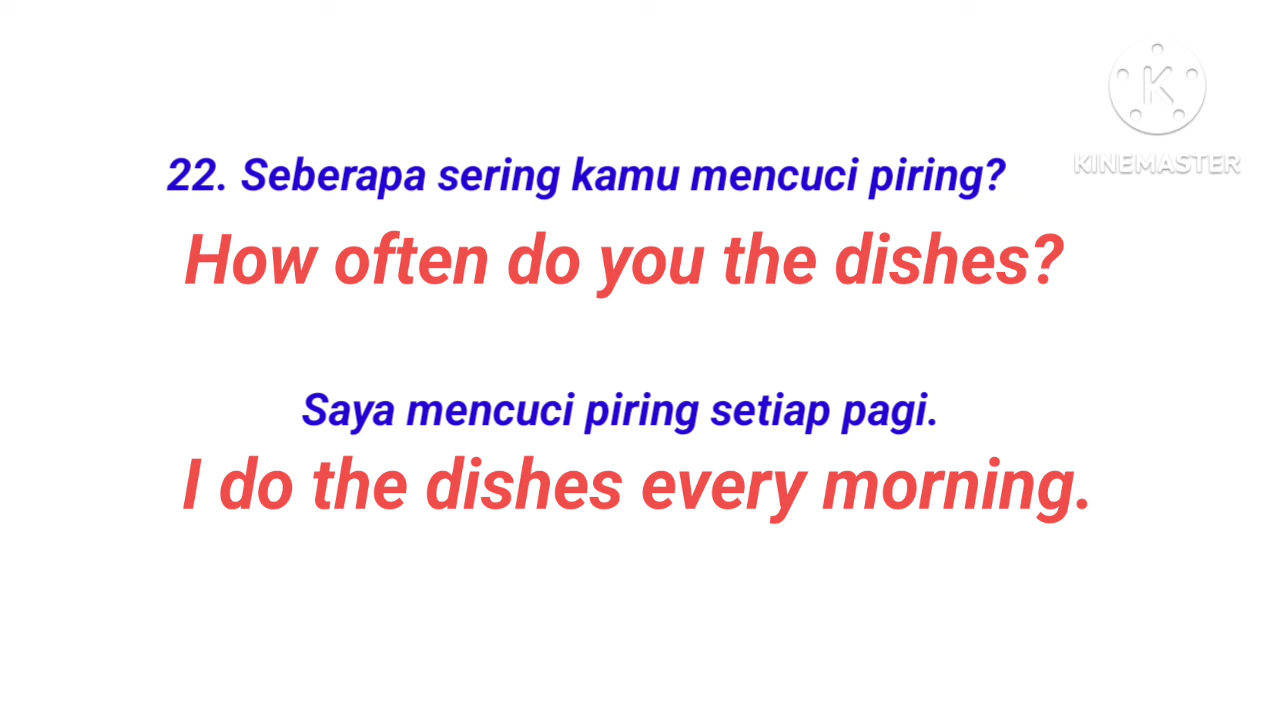 22. Seberapa sering kamu mencuci piring?
How often do you the dishes?
Saya mencuci piring setiap pagi.
I do the dishes every morning.
K
KINEMASTER